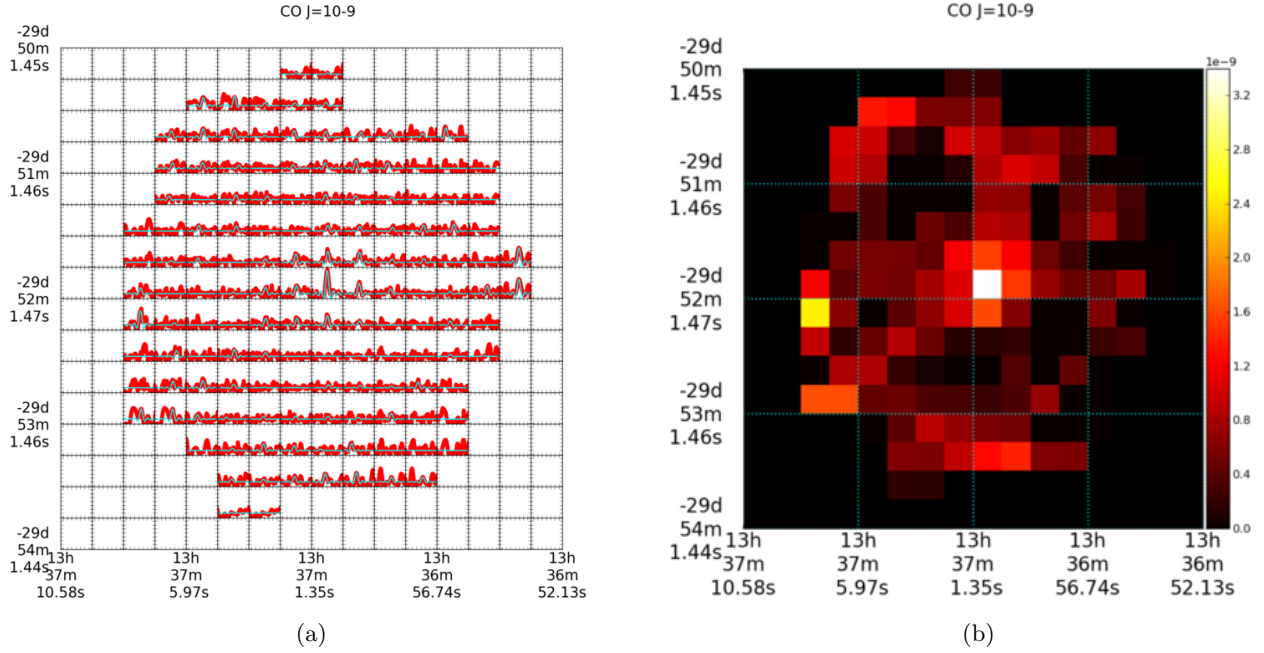 CO J=10-9
-29d
50m
1.45s
-29d
51m
1.46s
-29d
52m
1.47s
-29d
53m
1.46s
-29d
54m
1.44s
13h
37m
10.58s
13h
37m
5.97s
13h
37m
1.35s
13h
36m
56.74s
13h
36m
52.13s
(a)
CO J=10-9
-29d
50m
1.45s
-29d
51m
1.46s
-29d
52m
1.47s
-29d
53m
1.46s
-29d
54m
1.44s
13h
37m
10.58s
13h
37m
5.97s
13h
37m
1.35s
13h
36m
56.74s
13h
36m
52.13s
1e−9
3.2
2.8
2.4
2.0
1.6
1.2
0.8
0.4
0.0
(b)